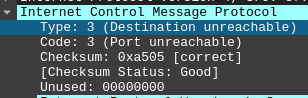 Internet Control Message Protocol
Type: 3 (Destination unreachable)
Code: 3 (Port unreachable)
Checksum: 0xa505 [correct]
[Checksum Status: Good]
Unused: 00000000